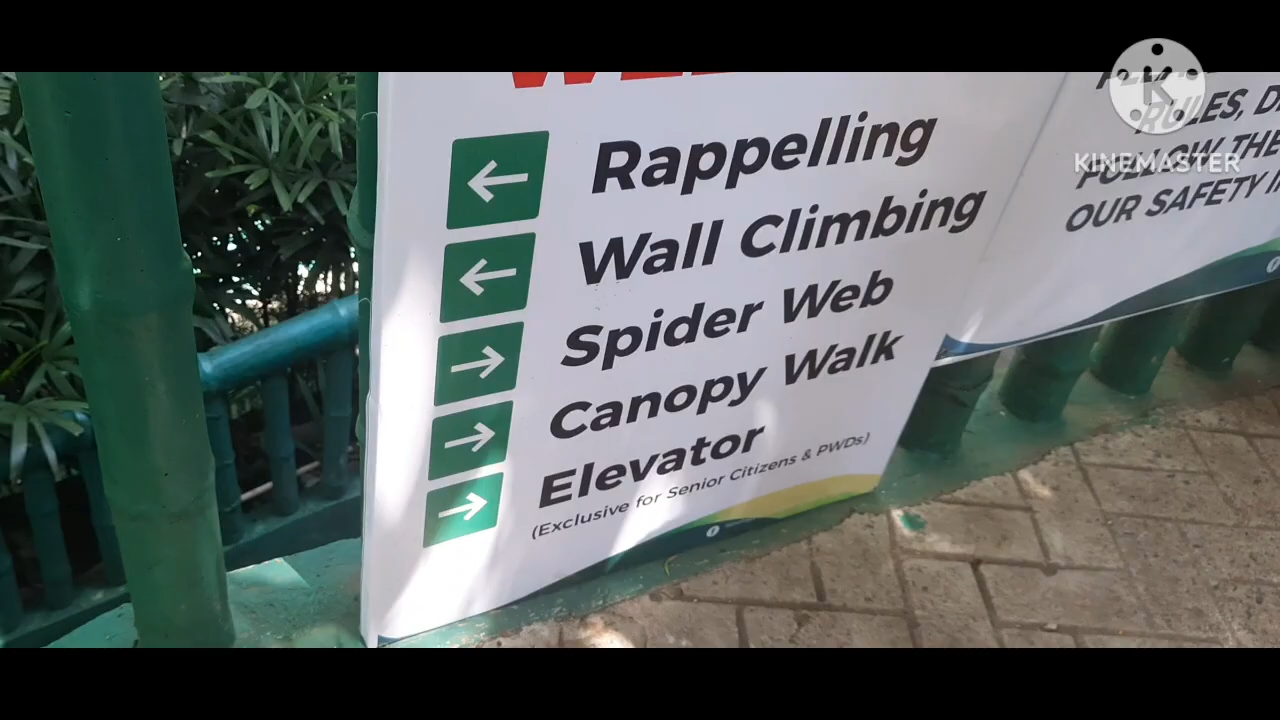 Rappelling
Wall Climbing
Spider Web
Canopy Walk
Elevator
(Exclusive for Senior Citizens & PWDs)
RULES,
FOLLOW THE
OUR SAFETY
KINEMASTER